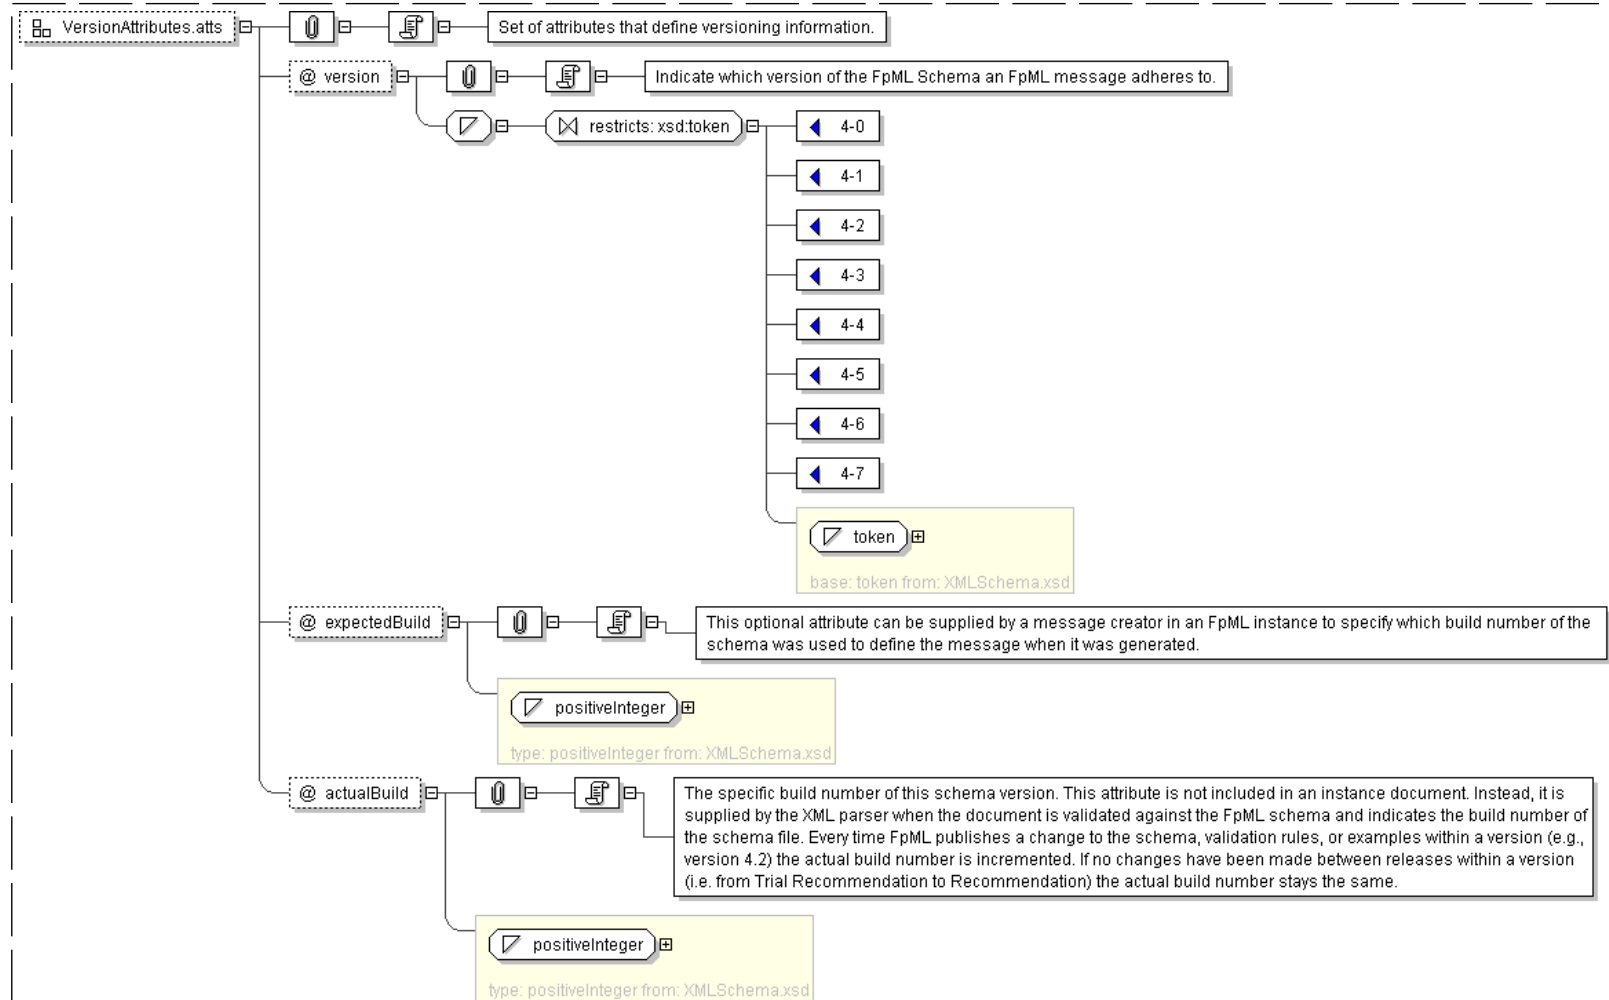 VersionAttributes.atts
Set of attributes that define versioning information.
@ version
Indicate which version of the FpML Schema an FpML message adheres to.
restricts: xsd:token
4-0
4-1
4-2
4-3
4-4
4-5
4-6
4-7
token
base: token from: XMLSchema.xsd
@ expectedBuild
This optional attribute can be supplied by a message creator in an FpML instance to specify which build number of the
schema was used to define the message when it was generated.
positiveInteger
type: positiveInteger from: XMLSchema.xsd
@ actualBuild
The specific build number of this schema version. This attribute is not included in an instance document. Instead, it is
supplied by the XML parser when the document is validated against the FpML schema and indicates the build number of
the schema file. Every time FpML publishes a change to the schema, validation rules, or examples within a version (e.g.,
version 4.2) the actual build number is incremented. If no changes have been made between releases within a version
(i.e. from Trial Recommendation to Recommendation) the actual build number stays the same.
positiveInteger
type: positiveInteger from: XMLSchema.xsd